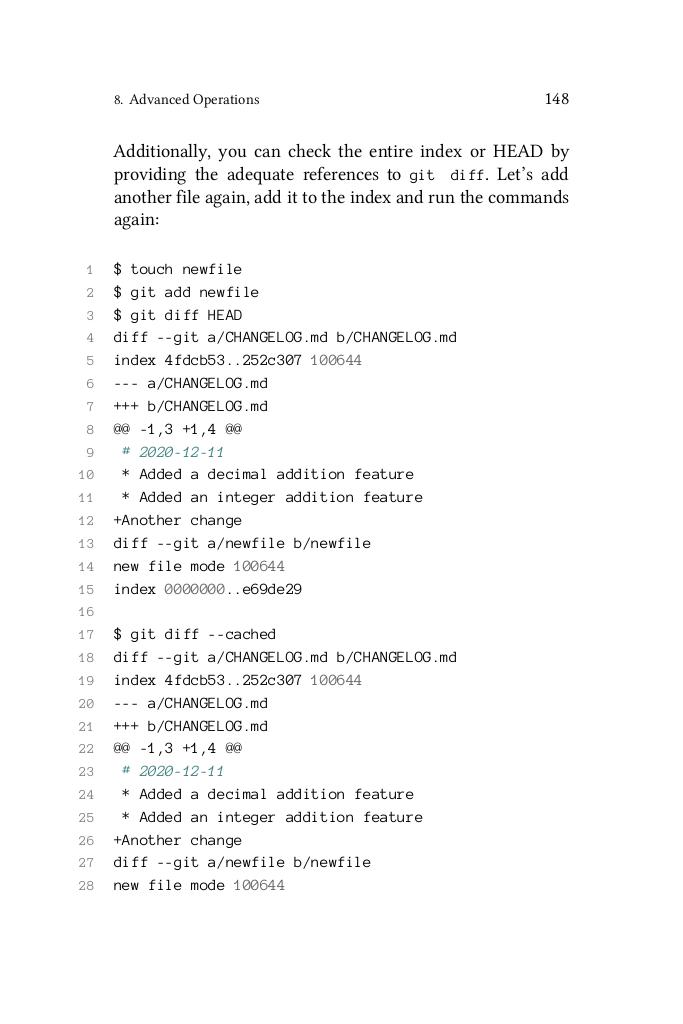 8. Advanced Operations 148
Additionally, you can check the entire index or HEAD by
providing the adequate references to git diff. Let's add
another file again, add it to the index and run the commands
again:
1 $ touch newfile
2 $ git add newfile
3 $ git diff HEAD
4 diff --git a/CHANGELOG.md b/CHANGELOG.md
5 index 4fdcb53..252c307 100644
6 --- a/CHANGELOG.md
7 +++ b/CHANGELOG.md
8 @@ -1,3 +1,4 @@
9 # 2020-12-11
10 * Added a decimal addition feature
11 * Added an integer addition feature
12 +Another change
13 diff --git a/newfile b/newfile
14 new file mode 100644
15 index 0000000..e69de29
16
17 $ git diff --cached
18 diff --git a/CHANGELOG.md b/CHANGELOG.md
19 index 4fdcb53..252c307 100644
20 --- a/CHANGELOG.md
21 +++ b/CHANGELOG.md
22 @@ -1,3 +1,4 @@
23 # 2020-12-11
24 * Added a decimal addition feature
25 * Added an integer addition feature
26 +Another change
27 diff --git a/newfile b/newfile
28 new file mode 100644